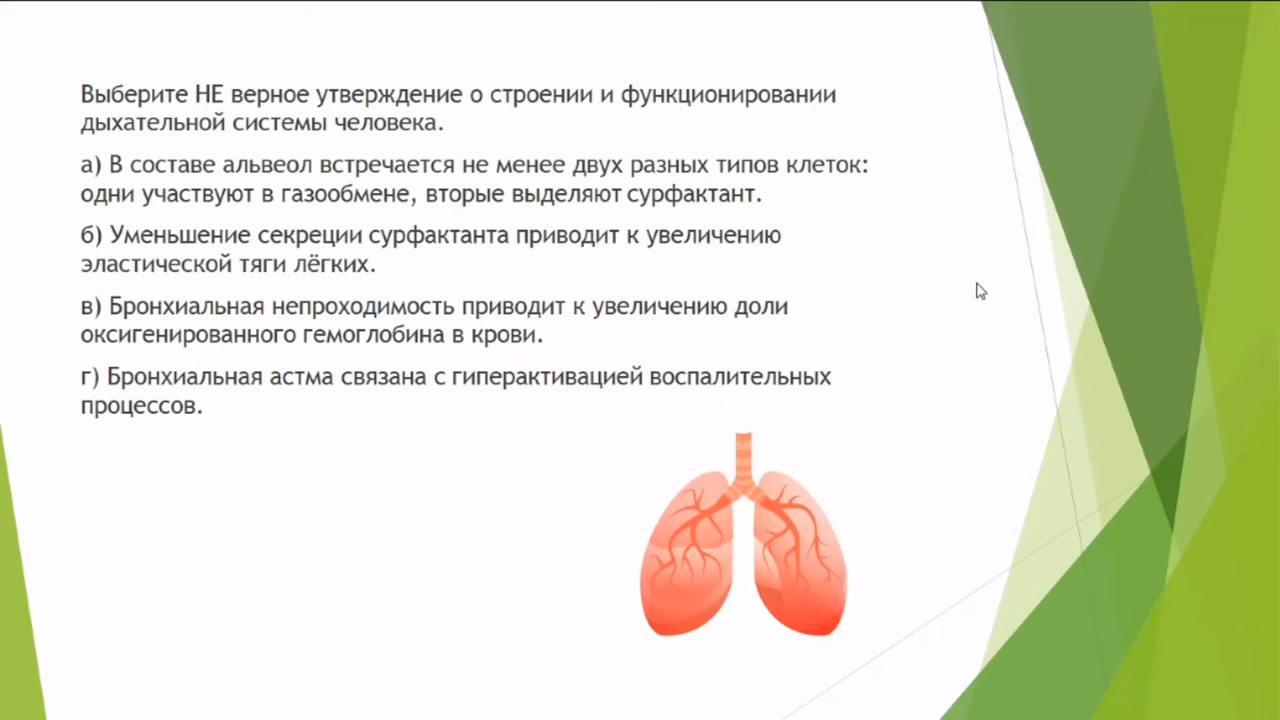 Выберите НЕ верное утверждение о строении и функционировании
дыхательной системы человека.
а) В составе альвеол встречается не менее двух разных типов клеток:
одни участвуют в газообмене, вторые выделяют сурфактант.
б) Уменьшение секреции сурфактанта приводит к увеличению
эластической тяги лёгких.
в) Бронхиальная непроходимость приводит к увеличению доли
оксигенированного гемоглобина в крови.
г) Бронхиальная астма связана с гиперактивацией воспалительных
процессов.